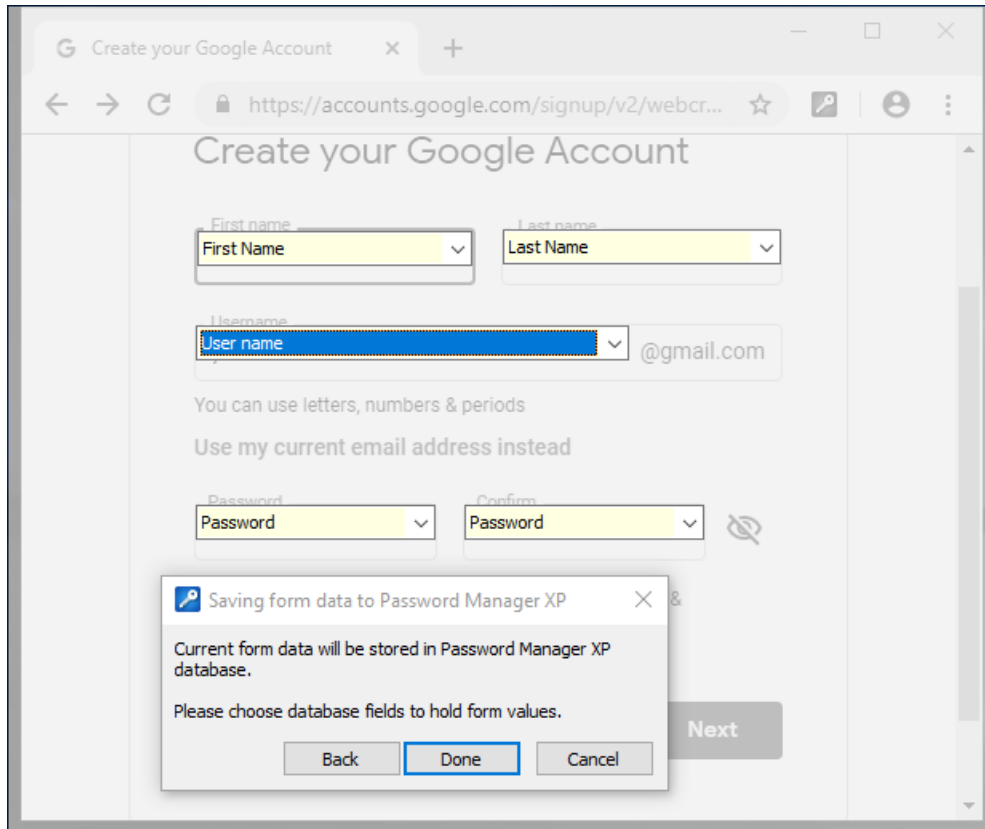 Create your Google Account
https://accounts.google.com/signup/v2/webcr...
Create your Google Account
First name
Last name
First Name
Last Name
Username
User name
@gmail.com
You can use letters, numbers & periods
Use my current email address instead
Password
Confirm
Password
Password
&
Saving form data to Password Manager XP
Current form data will be stored in Password Manager XP
database.
Please choose database fields to hold form values.
Next
Back
Done
Cancel